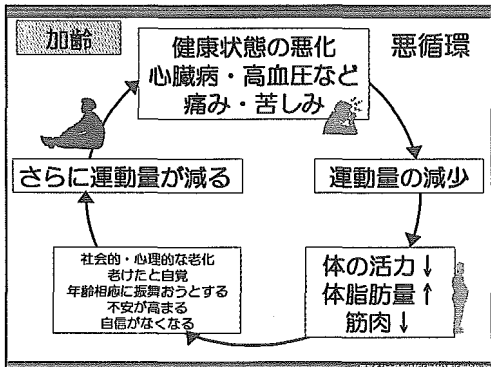 加齢
悪循環
健康状態の悪化
心臓病・高血圧など
痛み・苦しみ
運動量の減少
体の活力↓
体脂肪量↑
筋肉↓
社会的・心理的な老化
老けたと自覚
年齢相応に振舞おうとする
不安が高まる
自信がなくなる
さらに運動量が減る